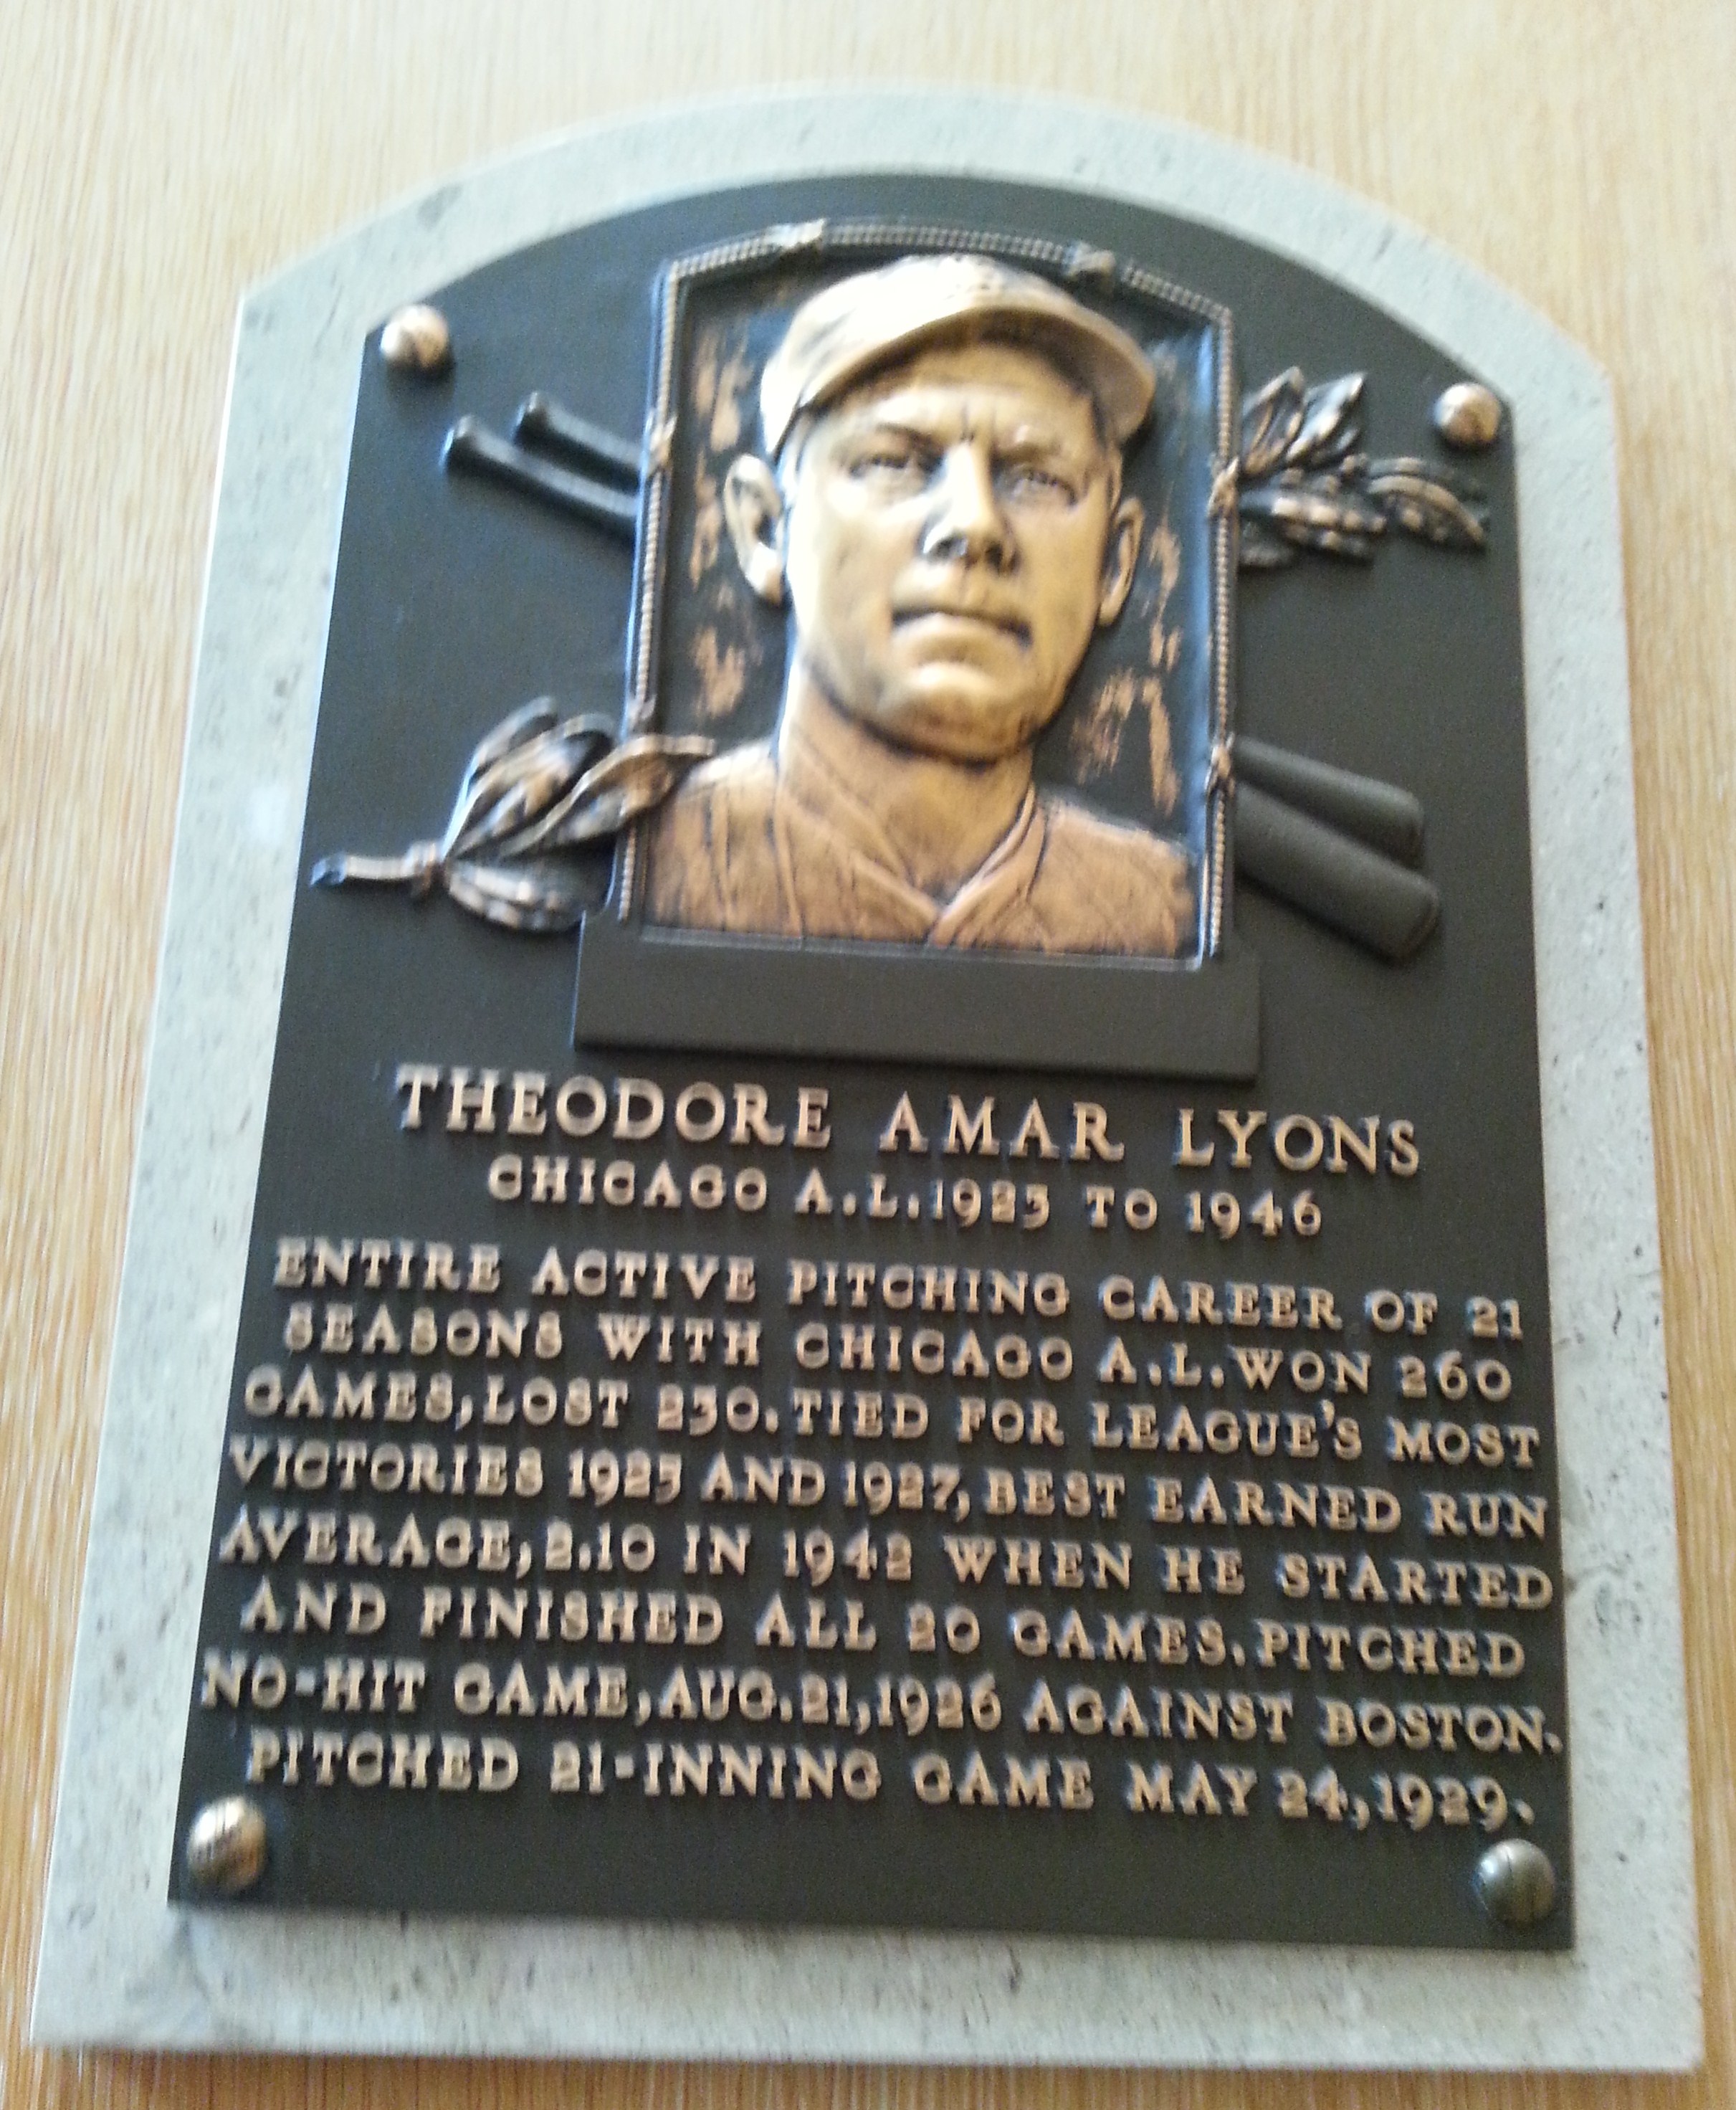 THEODORE AMAR LYONS
CHICAGO A.L. 1923 TO 1946
ENTIRE ACTIVE PITCHING CAREER OF 21
SEASONS WITH CHICAGO A.L. WON 260
GAMES, LOST 230. TIED FOR LEAGUE'S MOST
VICTORIES 1925 AND 1927, BEST EARNED RUN
AVERAGE, 2.10 IN 1942 WHEN HE STARTED
AND FINISHED ALL 20 GAMES. PITCHED
NO-HIT GAME, AUG. 21, 1926 AGAINST BOSTON.
PITCHED 21-INNING GAME MAY 24, 1929.